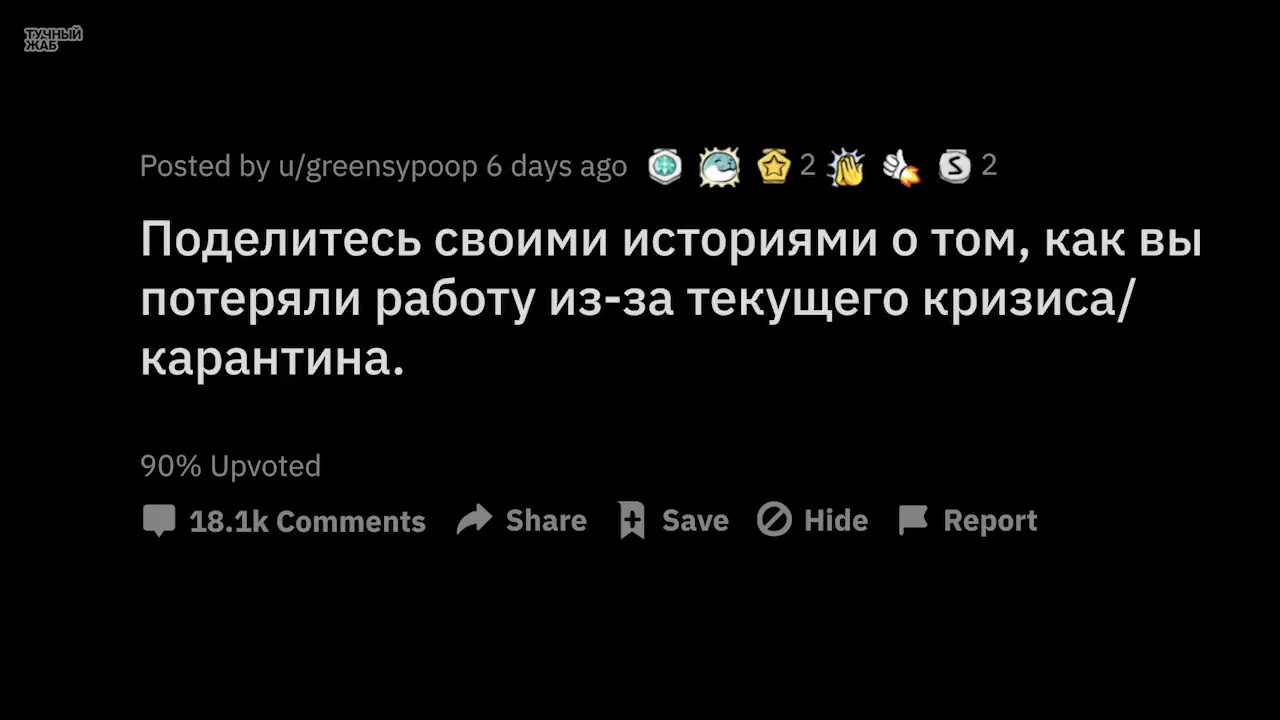 ТУЧНЫЙ
ЖАБ
Posted by u/greensypoop 6 days ago 2 S 2
Поделитесь своими историями о том, как вы
потеряли работу из-за текущего кризиса/
карантина.
90% Upvoted
18.1k Comments Share Save Hide Report